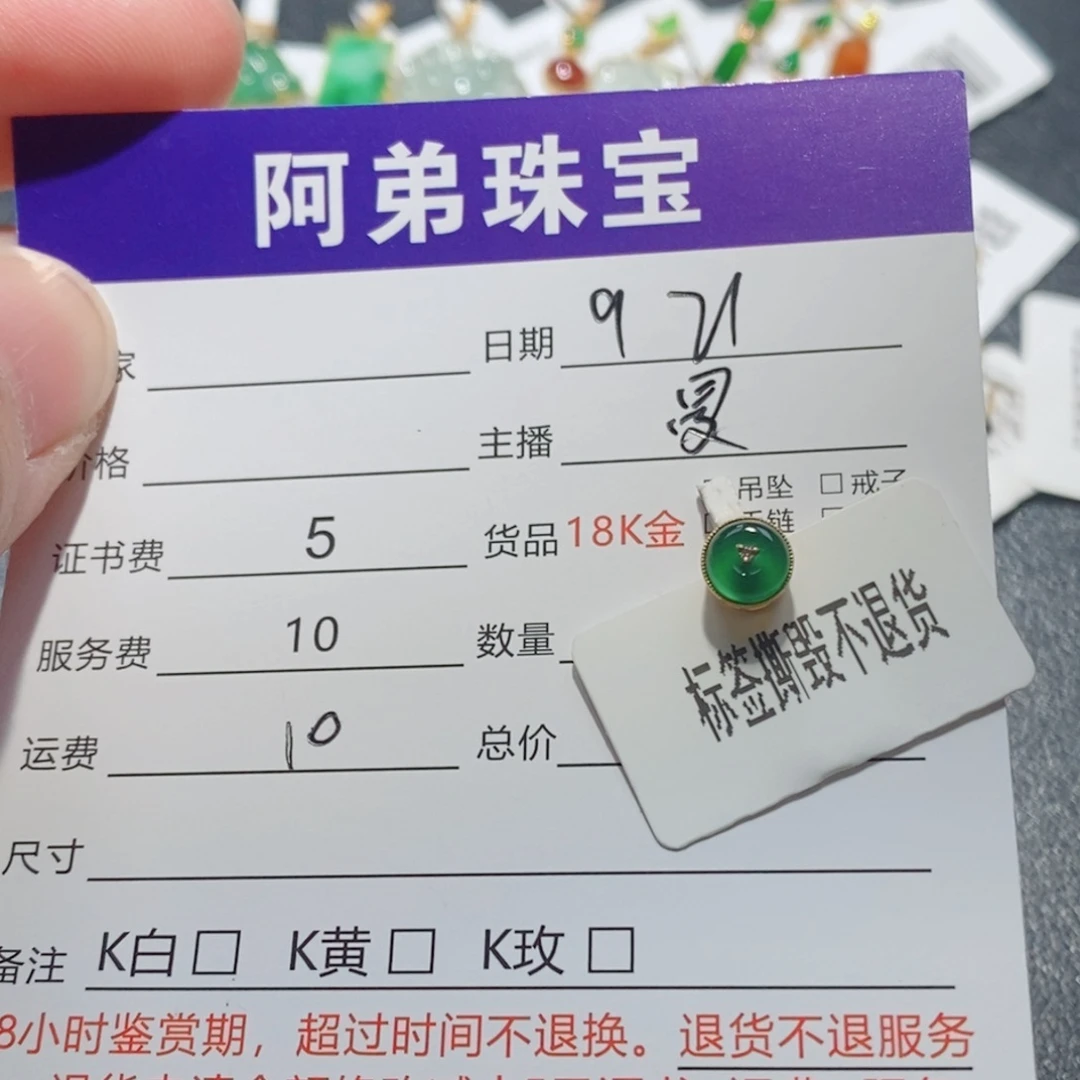 阿弟珠宝
家 日期 9 21
价格 主播 曼
证书费 5 货品 18K金 吊坠 □ 戒子
手链
服务费 10 数量
运费 10 总价
标签撕毁不退货
尺寸
备注 K白□ K黄□ K玫□
8小时鉴赏期，超过时间不退换。退货不退服务